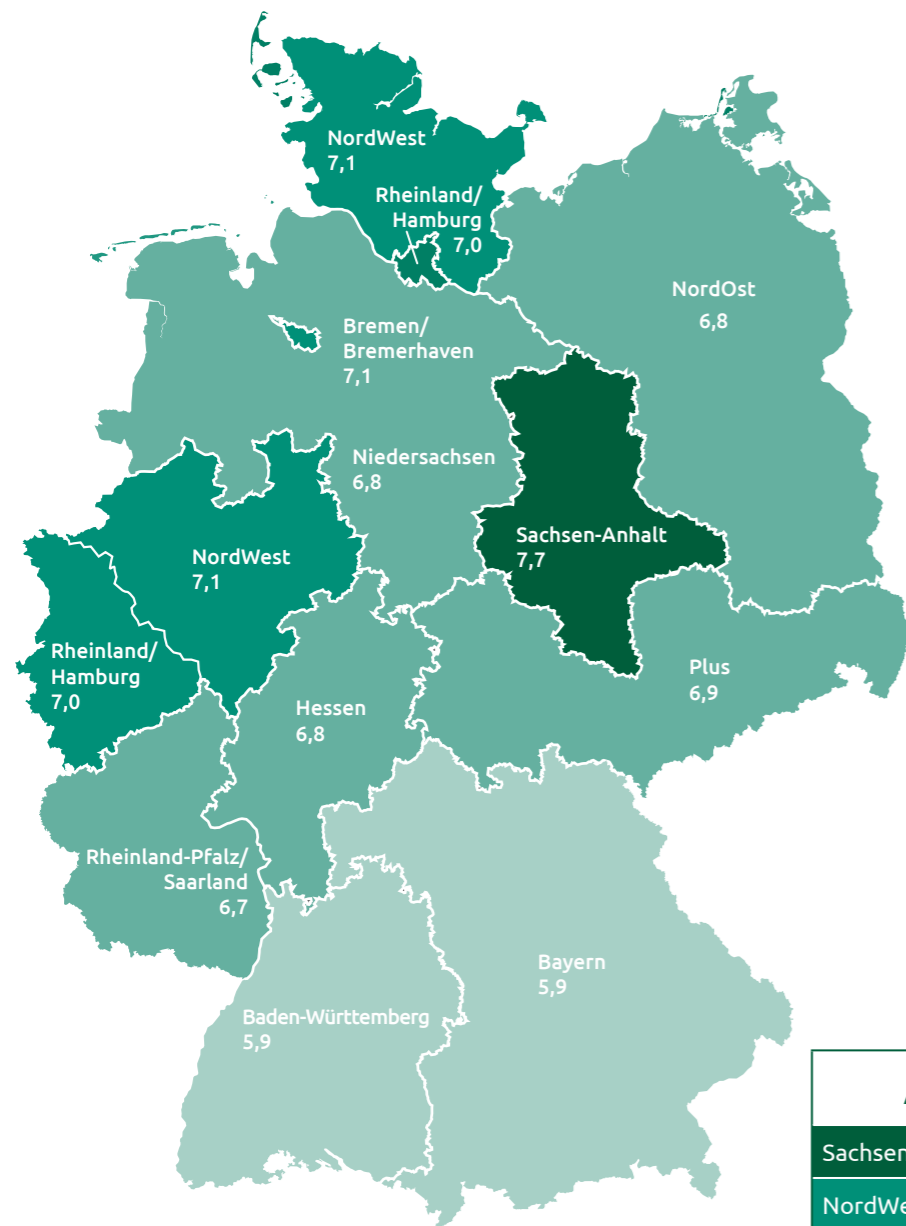 NordWest
7,1
Rheinland/
Hamburg
7,0
NordOst
6,8
Bremen/
Bremerhaven
7,1
Niedersachsen
6,8
Sachsen-Anhalt
7,7
NordWest
7,1
Rheinland/
Hamburg
7,0
Plus
6,9
Hessen
6,8
Rheinland-Pfalz/
Saarland
6,7
Bayern
5,9
Baden-Württemberg
5,9
Sachsen